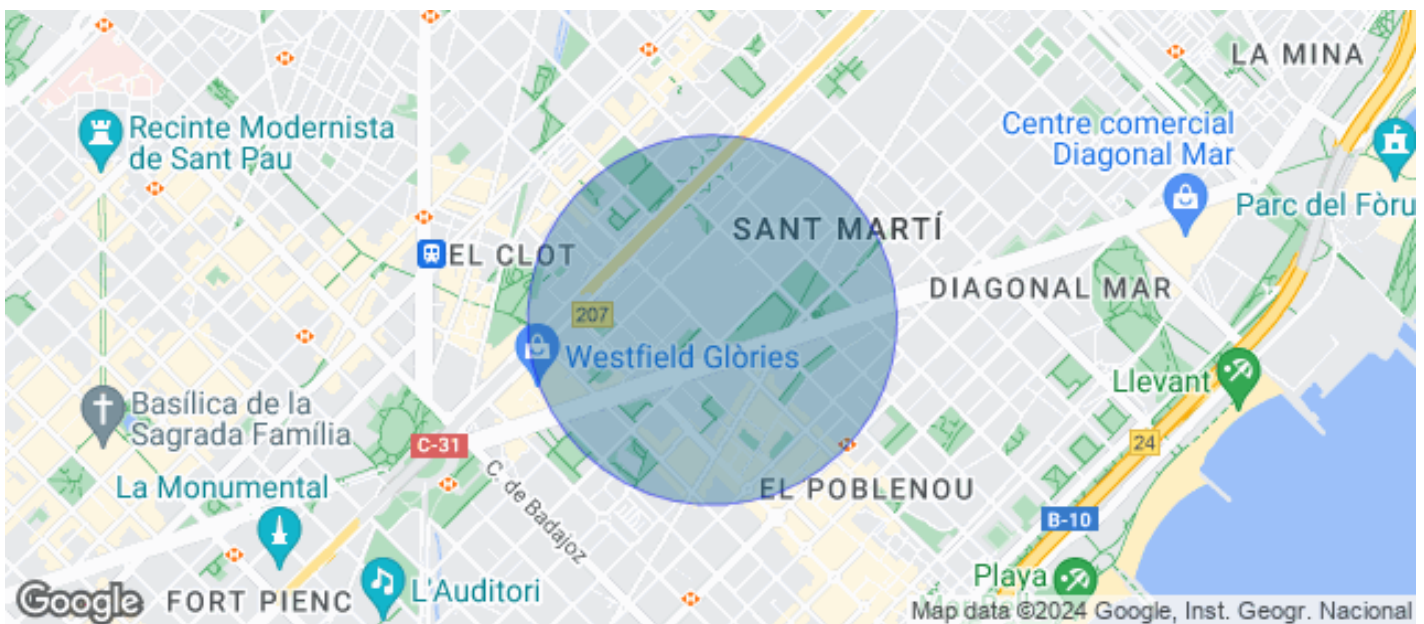 LA MINA
Recinte Modernista
de Sant Pau
Centre comercial
Diagonal Mar
Parc del Fòru
SANT MARTÍ
EL CLOT
DIAGONAL MAR
207
Westfield Glòries
Llevant
Basílica de la
Sagrada Família
C-31
24
La Monumental
C. de Badajoz
EL POBLENOU
B-10
Playa
L'Auditori
FORT PIENC
Google
Map data ©2024 Google, Inst. Geogr. Nacional